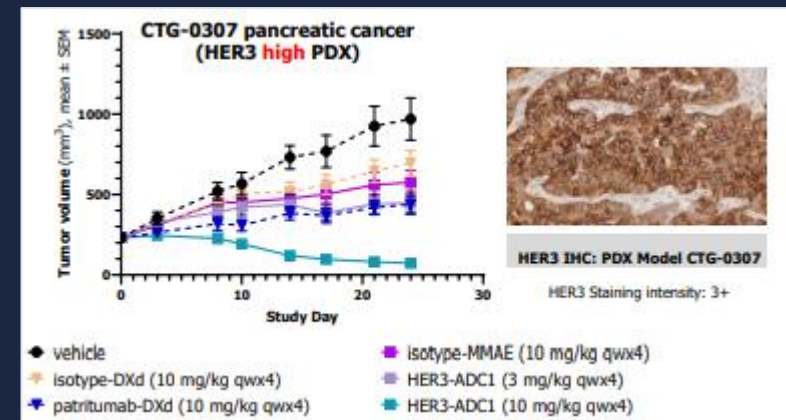 CTG-0307 pancreatic cancer
(HER3 high PDX)
Tumor volume (mm³), mean ± SEM
1500
1000
500
0
0
10
20
30
Study Day
HER3 IHC: PDX Model CTG-0307
HER3 Staining intensity: 3+
vehicle
isotype-DXd (10 mg/kg qwx4)
patritumab-DXd (10 mg/kg qwx4)
isotype-MMAE (10 mg/kg qwx4)
HER3-ADC1 (3 mg/kg qwx4)
HER3-ADC1 (10 mg/kg qwx4)